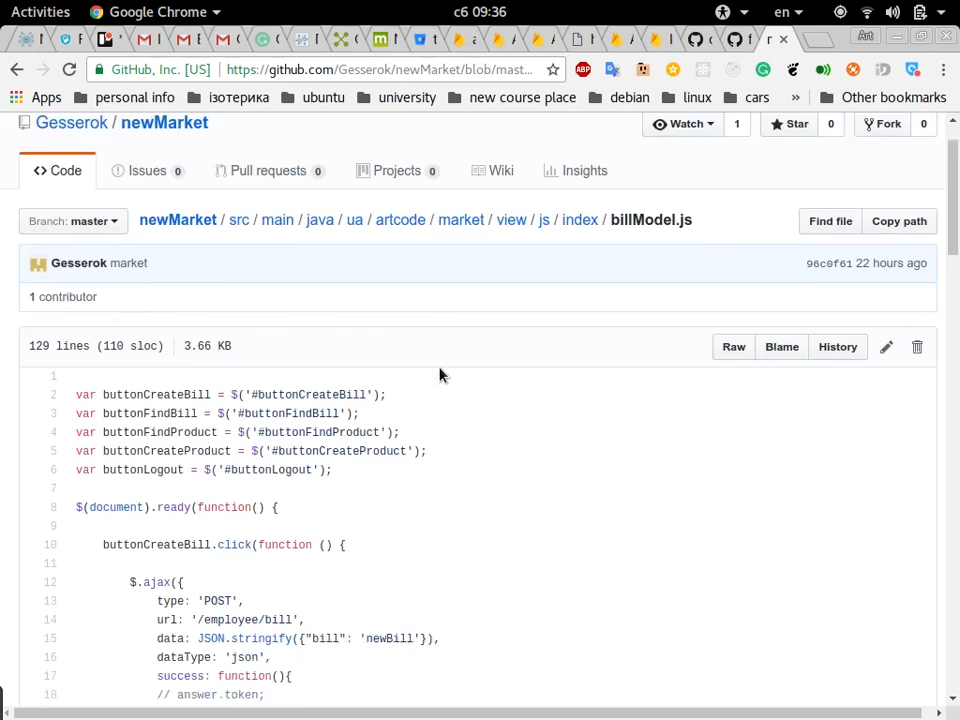 Activities Google Chrome сб 09:36 en
Art
GitHub, Inc. [US] https://github.com/Gesserok/newMarket/blob/mast... ABP
Apps personal info ізотерика ubuntu university new course place debian linux cars » Other bookmarks
Gesserok / newMarket Watch 1 Star 0 Fork 0
Code Issues 0 Pull requests 0 Projects 0 Wiki Insights
Branch: master newMarket / src / main / java / ua / artcode / market / view / js / index / billModel.js Find file Copy path
Gesserok market 96c0f61 22 hours ago
1 contributor
129 lines (110 sloc) 3.66 KB Raw Blame History
1
2 var buttonCreateBill = $('#buttonCreateBill');
3 var buttonFindBill = $('#buttonFindBill');
4 var buttonFindProduct = $('#buttonFindProduct');
5 var buttonCreateProduct = $('#buttonCreateProduct');
6 var buttonLogout = $('#buttonLogout');
7
8 $(document).ready(function() {
9
10 buttonCreateBill.click(function () {
11
12 $.ajax({
13 type: 'POST',
14 url: '/employee/bill',
15 data: JSON.stringify({"bill": 'newBill'}),
16 dataType: 'json',
17 success: function(){
18 // answer.token;